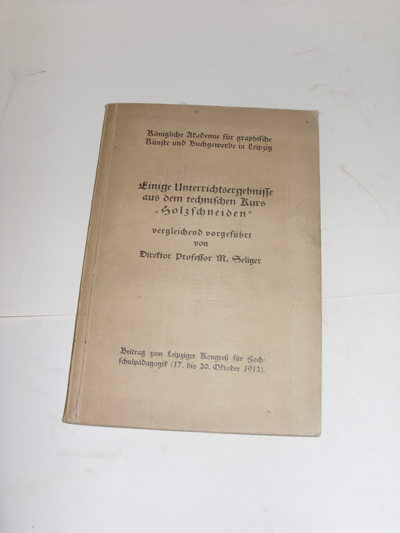 Königliche Akademie für graphische
Künste und Buchgewerbe in Leipzig
Einige Unterrichtsergebnisse
aus dem technischen Kurs
„Holzschneiden“
vergleichend vorgeführt
von
Direktor Professor M. Seliger
Beitrag zum Leipziger Kongreß für Hoch-
schulpädagogik (17. bis 20. Oktober 1912).